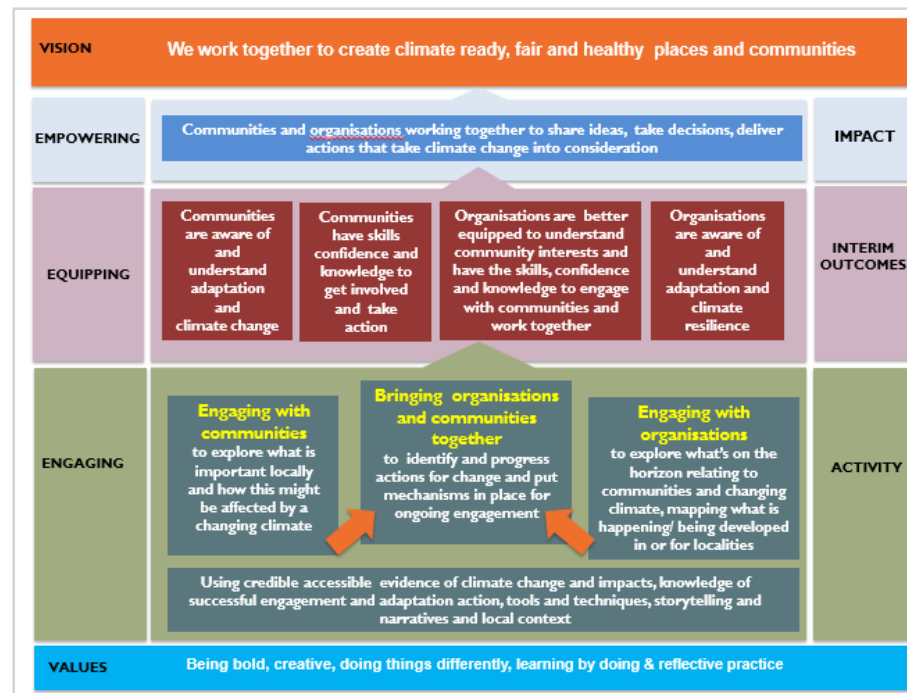 VISION
We work together to create climate ready, fair and healthy places and communities
EMPOWERING
Communities and organisations working together to share ideas, take decisions, deliver
actions that take climate change into consideration
IMPACT
EQUIPPING
Communities
are aware of
and
understand
adaptation
and
climate change
Communities
have skills
confidence and
knowledge to
get involved
and take
action
Organisations are better
equipped to understand
community interests and
have the skills, confidence
and knowledge to engage
with communities and
work together
Organisations
are aware of
and
understand
adaptation and
climate
resilience
INTERIM
OUTCOMES
ENGAGING
Engaging with
communities
to explore what is
important locally
and how this might
be affected by a
changing climate
Bringing organisations
and communities
together
to identify and progress
actions for change and put
mechanisms in place for
ongoing engagement
Engaging with
organisations
to explore what's on the
horizon relating to
communities and changing
climate, mapping what is
happening/ being developed
in or for localities
ACTIVITY
Using credible accessible evidence of climate change and impacts, knowledge of
successful engagement and adaptation action, tools and techniques, storytelling and
narratives and local context
VALUES
Being bold, creative, doing things differently, learning by doing & reflective practice